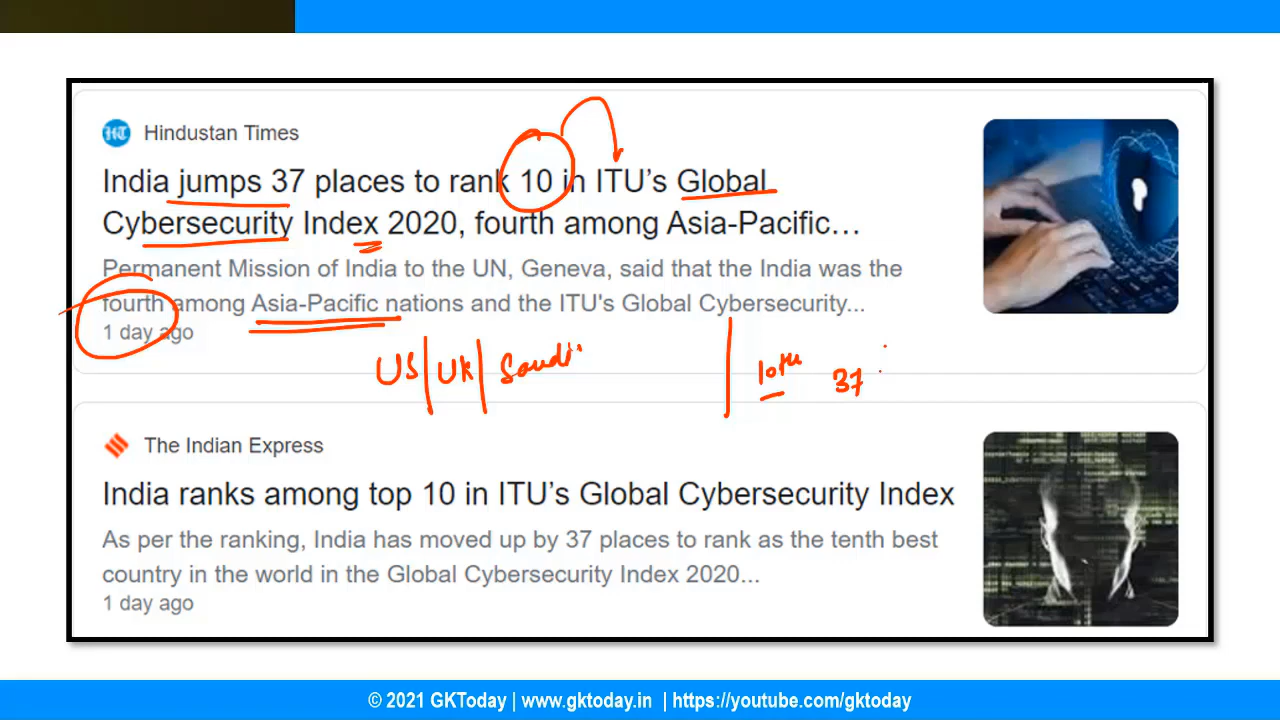 Hindustan Times
India jumps 37 places to rank 10 in ITU's Global
Cybersecurity Index 2020, fourth among Asia-Pacific...
Permanent Mission of India to the UN, Geneva, said that the India was the
fourth among Asia-Pacific nations and the ITU's Global Cybersecurity...
1 day ago
US | UK | Saudi | 10th 37
The Indian Express
India ranks among top 10 in ITU's Global Cybersecurity Index
As per the ranking, India has moved up by 37 places to rank as the tenth best
country in the world in the Global Cybersecurity Index 2020...
1 day ago
© 2021 GKToday | www.gktoday.in | https://youtube.com/gktoday